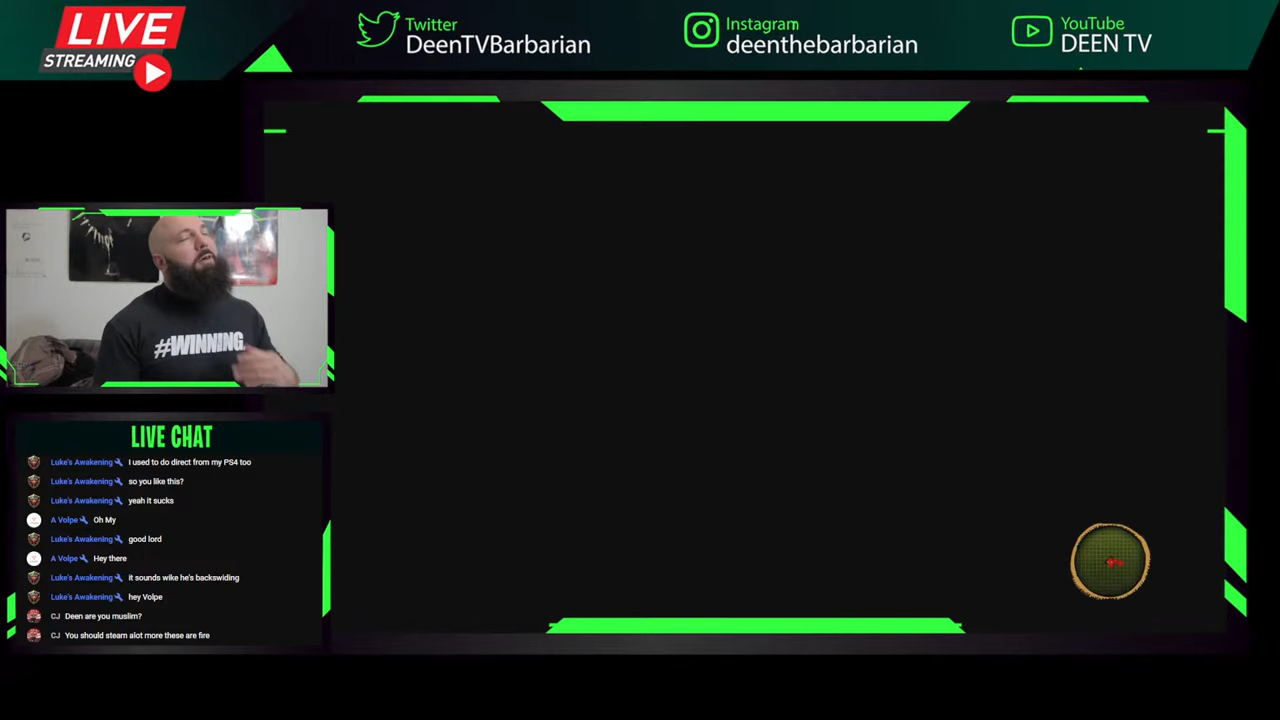 LIVE
STREAMING
Twitter
DeenTVBarbarian
Instagram
deenthebarbarian
YouTube
DEEN TV
#WINNING.
LIVE CHAT
Luke's Awakening I used to do direct from my PS4 too
Luke's Awakening so you like this?
Luke's Awakening yeah it sucks
A Volpe Oh My
Luke's Awakening good lord
A Volpe Hey there
Luke's Awakening it sounds wike he's backswiding
Luke's Awakening hey Volpe
CJ Deen are you muslim?
CJ You should steam alot more these are fire